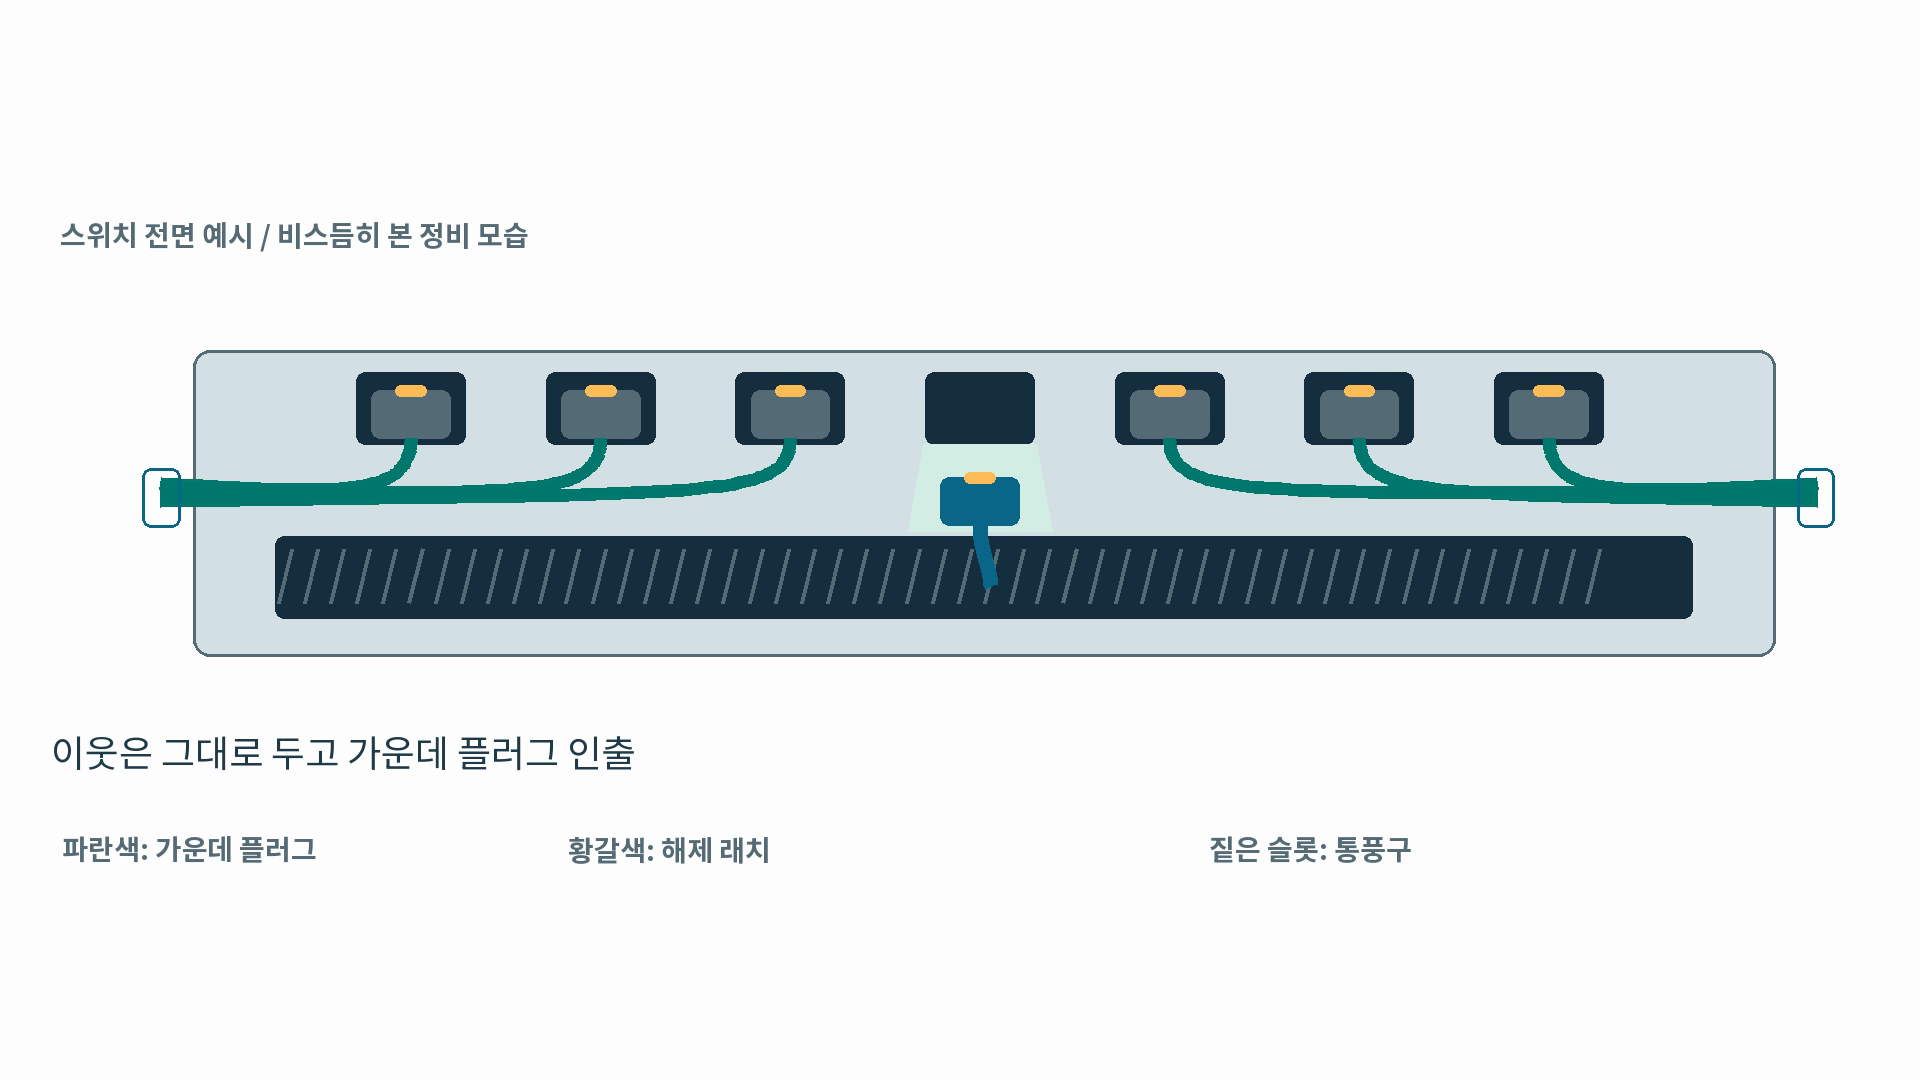 스위치 전면 예시 / 비스듬히 본 정비 모습
이웃은 그대로 두고 가운데 플러그 인출
파란색: 가운데 플러그
황갈색: 해제 래치
짙은 슬롯: 통풍구